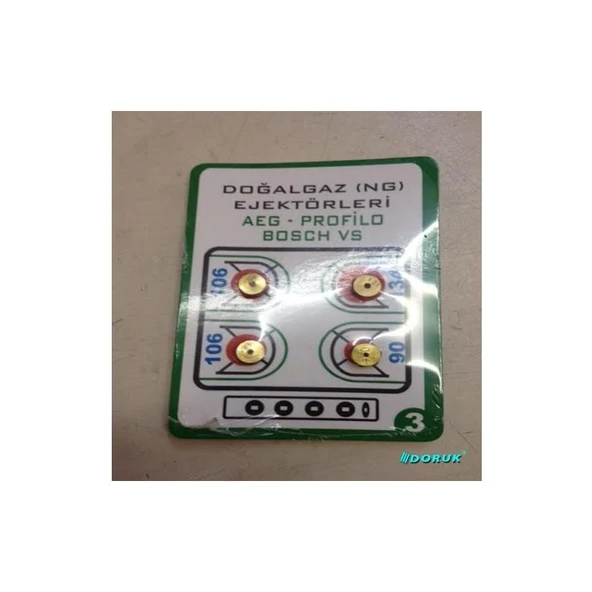 DOĞALGAZ (NG)
EJEKTÖRLERİ
AEG - PROFİLO
BOSCH VS
106
106
90
3
DORUK